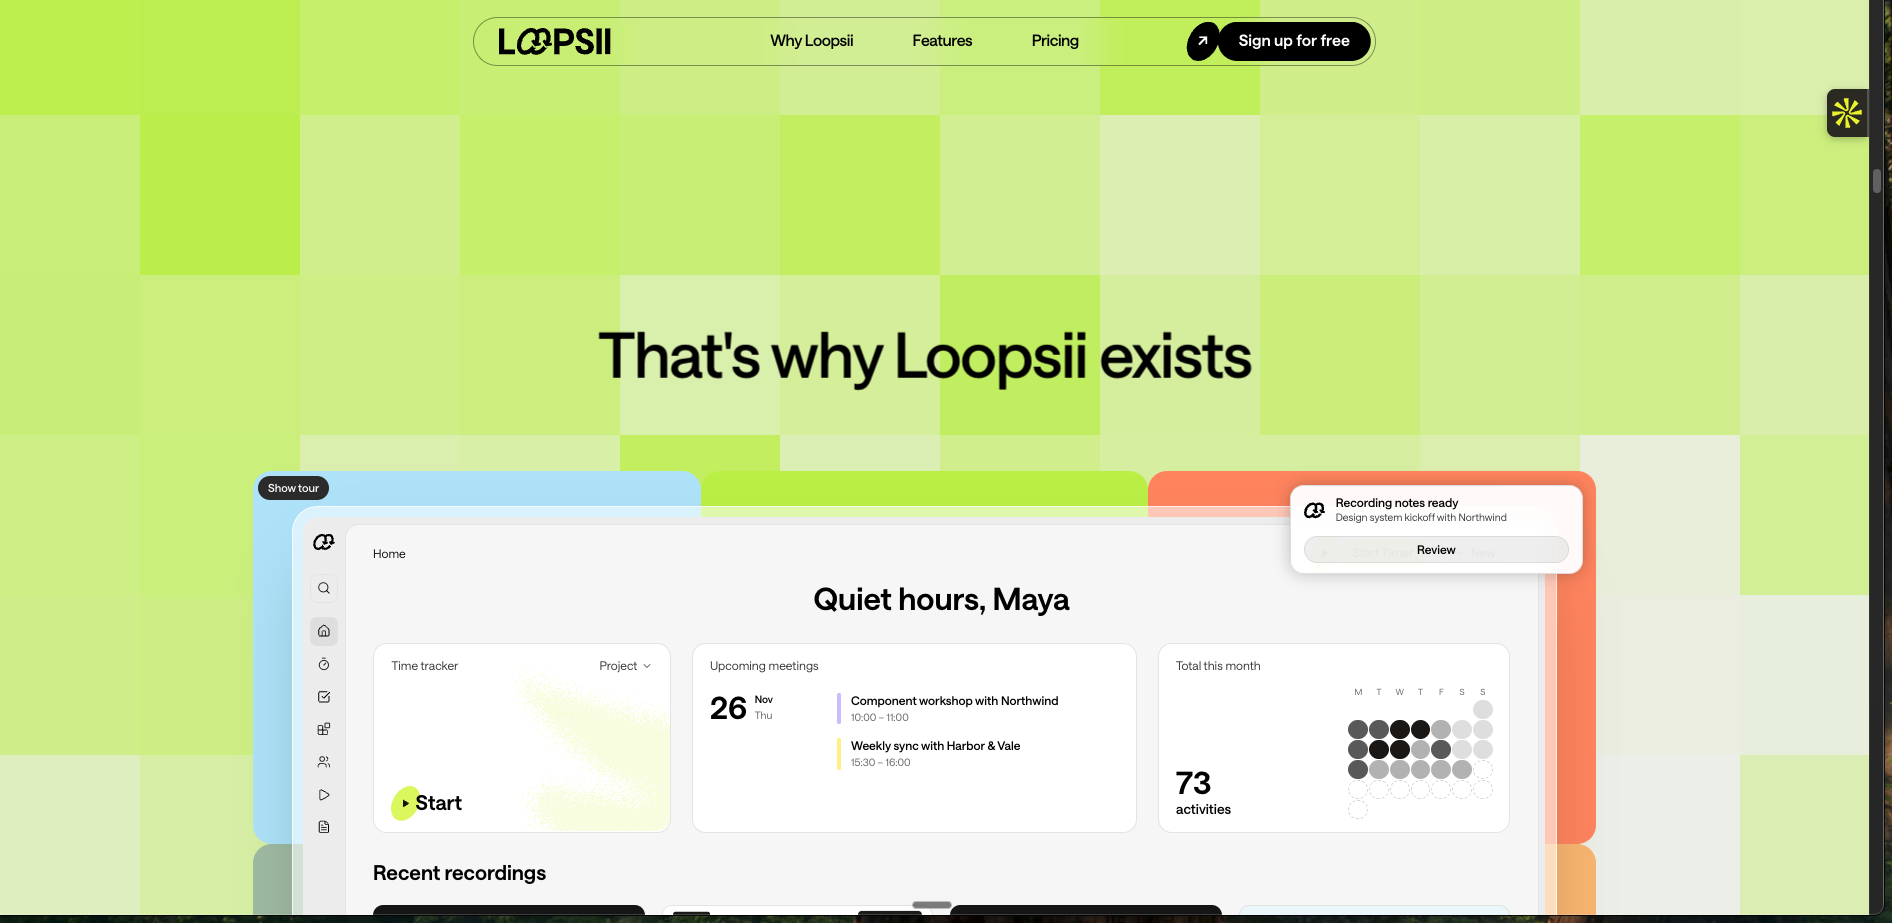 LOOPSII
Why Loopsii
Features
Pricing
Sign up for free
That's why Loopsii exists
Show tour
Recording notes ready
Design system kickoff with Northwind
Review
Home
Quiet hours, Maya
Time tracker
Project
Start
Upcoming meetings
26
Nov
Thu
Component workshop with Northwind
10:00 – 11:00
Weekly sync with Harbor & Vale
15:30 – 16:00
Total this month
M T W T F S S
73
activities
Recent recordings